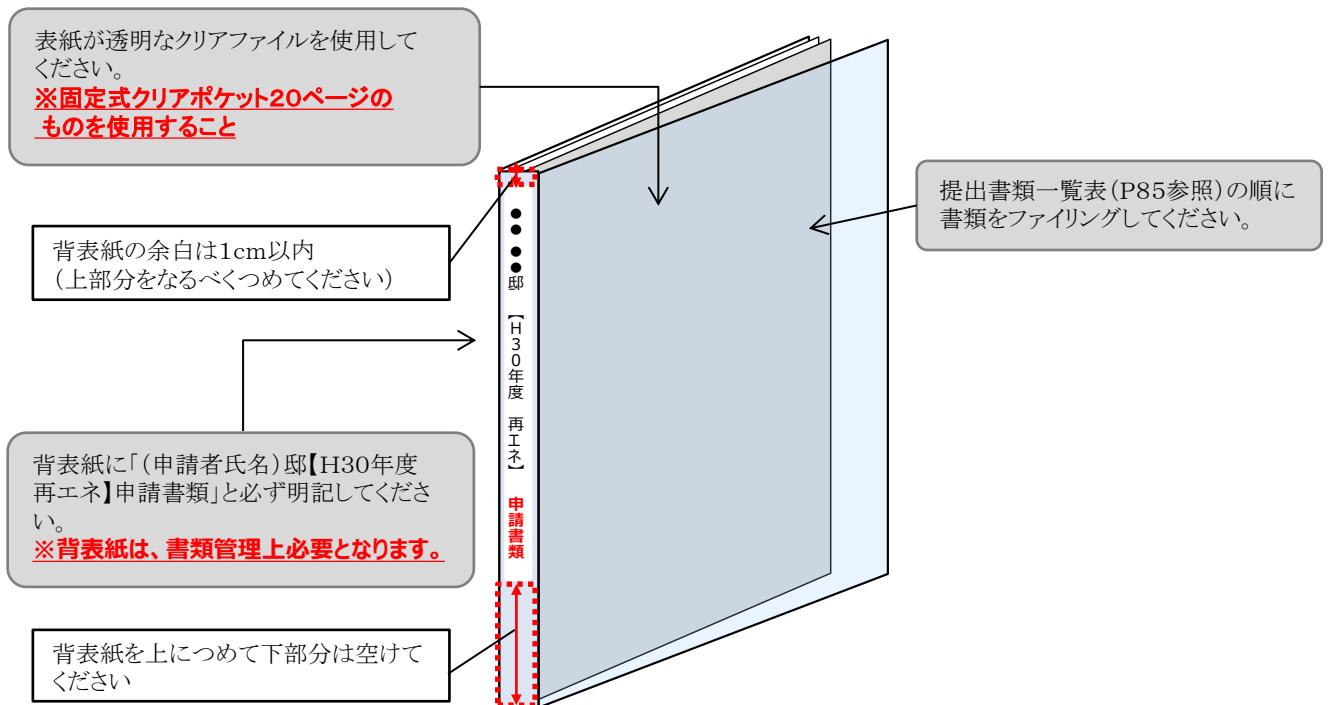 表紙が透明なクリアファイルを使用して
ください。
※固定式クリアポケット20ページの
ものを使用すること
背表紙の余白は1cm以内
(上部分をなるべくつめてください)
背表紙に「(申請者氏名)邸【H30年度
再エネ】申請書類」と必ず明記してくださ
い。
※背表紙は、書類管理上必要となります。
背表紙を上につめて下部分は空けて
ください
●●●●邸 【H30年度 再エネ】 申請書類
提出書類一覧表(P85参照)の順に
書類をファイリングしてください。